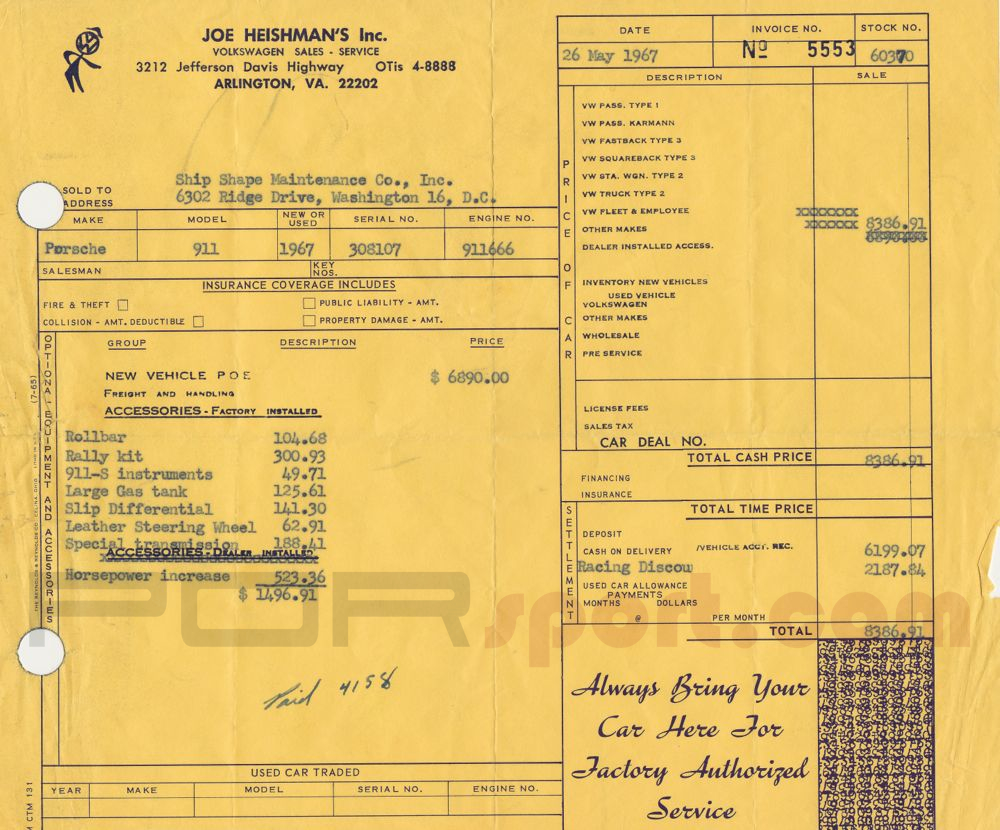 JOE HEISHMAN'S Inc.
VOLKSWAGEN SALES - SERVICE
3212 Jefferson Davis Highway OTis 4-8888
ARLINGTON, VA. 22202
DATE INVOICE NO. STOCK NO.
26 May 1967 Nº 5553 60370
DESCRIPTION SALE
SOLD TO Ship Shape Maintenance Co., Inc.
ADDRESS 6302 Ridge Drive, Washington 16, D.C.
MAKE MODEL NEW OR USED SERIAL NO. ENGINE NO.
Porsche 911 1967 308107 911666
SALESMAN KEY NOS.
INSURANCE COVERAGE INCLUDES
FIRE & THEFT PUBLIC LIABILITY - AMT.
COLLISION - AMT. DEDUCTIBLE PROPERTY DAMAGE - AMT.
OPTIONAL EQUIPMENT AND ACCESSORIES
(7-65)
GROUP DESCRIPTION PRICE
NEW VEHICLE P O E $ 6890.00
FREIGHT AND HANDLING
ACCESSORIES - FACTORY INSTALLED
Rollbar 104.68
Rally kit 300.93
911-S instruments 49.71
Large Gas tank 125.61
Slip Differential 141.30
Leather Steering Wheel 62.91
Special transmission 188.41
ACCESSORIES - DEALER INSTALLED
Horsepower increase 523.36
$ 1496.91
Paid 4158
USED CAR TRADED
YEAR MAKE MODEL SERIAL NO. ENGINE NO.
CTM 131
PRICE OF CAR
VW PASS. TYPE 1
VW PASS. KARMANN
VW FASTBACK TYPE 3
VW SQUAREBACK TYPE 3
VW STA. WGN. TYPE 2
VW TRUCK TYPE 2
VW FLEET & EMPLOYEE XXXXXXX
OTHER MAKES XXXXXX 8386.91
DEALER INSTALLED ACCESS.
INVENTORY NEW VEHICLES
USED VEHICLE
VOLKSWAGEN
OTHER MAKES
WHOLESALE
PRE SERVICE
LICENSE FEES
SALES TAX
CAR DEAL NO.
TOTAL CASH PRICE 8386.91
FINANCING
INSURANCE
TOTAL TIME PRICE
SETTLEMENT
DEPOSIT
CASH ON DELIVERY /VEHICLE ACCT. REC. 6199.07
Racing Discou 2187.84
USED CAR ALLOWANCE
PAYMENTS
MONTHS DOLLARS
@ PER MONTH
TOTAL 8386.91
PORsport.com
Always Bring Your
Car Here For
Factory Authorized
Service